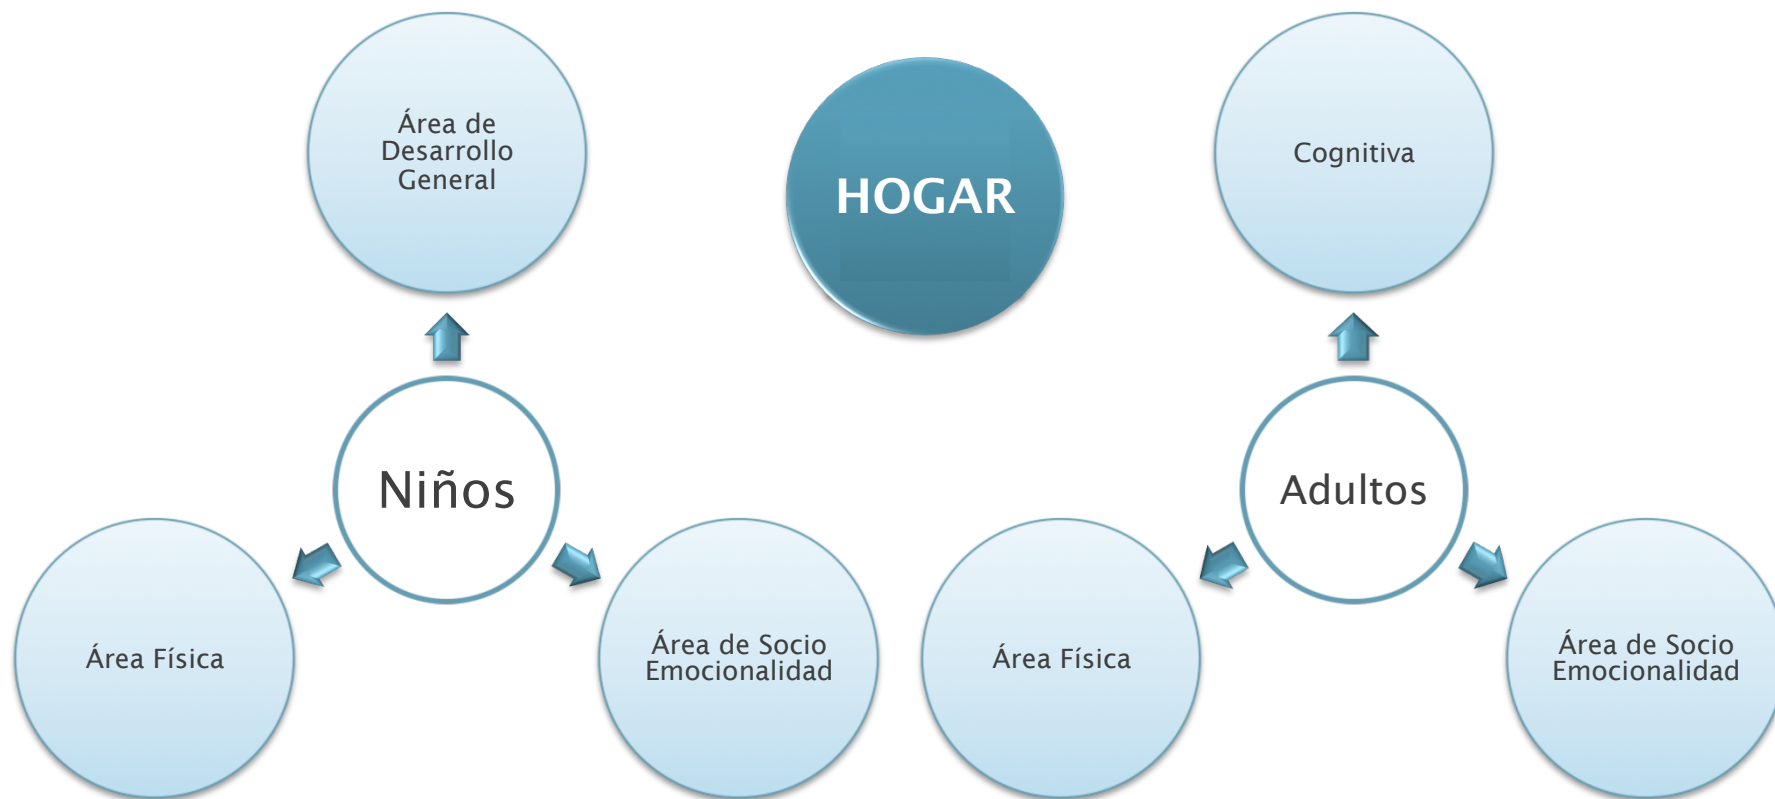 Área de
Desarrollo
General
HOGAR
Cognitiva
Niños
Adultos
Área Física
Área de Socio
Emocionalidad
Área Física
Área de Socio
Emocionalidad